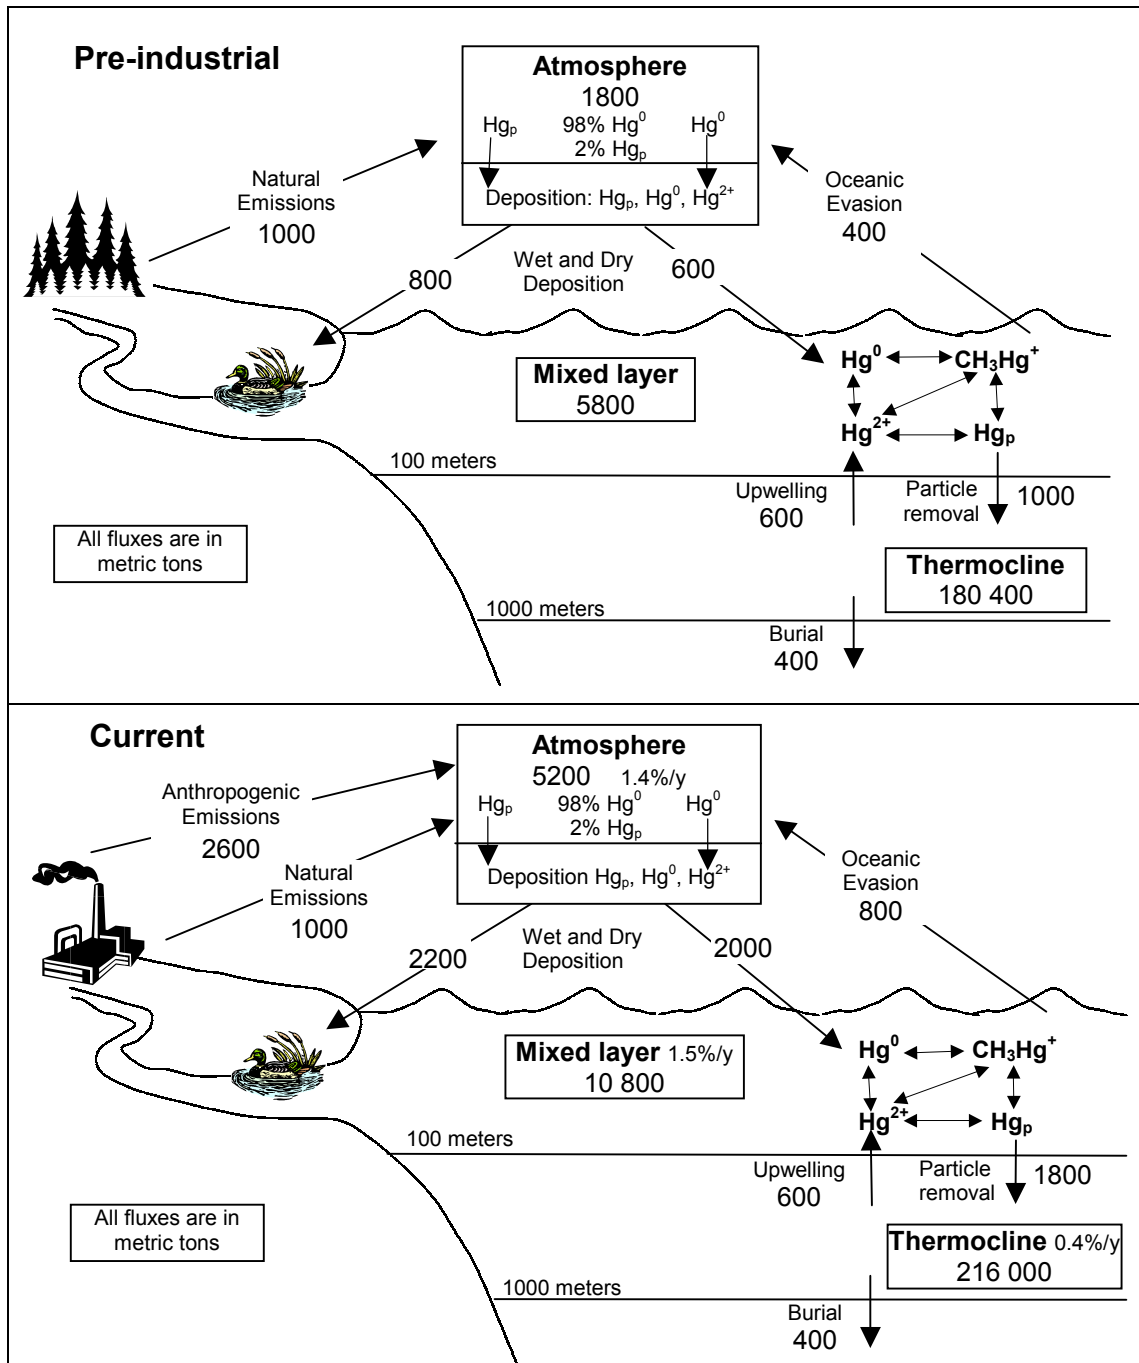 Pre-industrial
Atmosphere
1800
Hgp 98% Hg0 Hg0
2% Hgp
Deposition: Hgp, Hg0, Hg2+
Natural
Emissions
1000
Oceanic
Evasion
400
800
Wet and Dry
Deposition
600
Mixed layer
5800
Hg0 CH3Hg+
Hg2+ Hgp
100 meters
Upwelling
600
Particle
removal
1000
All fluxes are in
metric tons
Thermocline
180 400
1000 meters
Burial
400
Current
Atmosphere
5200 1.4%/y
Hgp 98% Hg0 Hg0
2% Hgp
Deposition Hgp, Hg0, Hg2+
Anthropogenic
Emissions
2600
Natural
Emissions
1000
Oceanic
Evasion
800
2200
Wet and Dry
Deposition
2000
Mixed layer 1.5%/y
10 800
Hg0 CH3Hg+
Hg2+ Hgp
100 meters
Upwelling
600
Particle
removal
1800
All fluxes are in
metric tons
Thermocline 0.4%/y
216 000
1000 meters
Burial
400